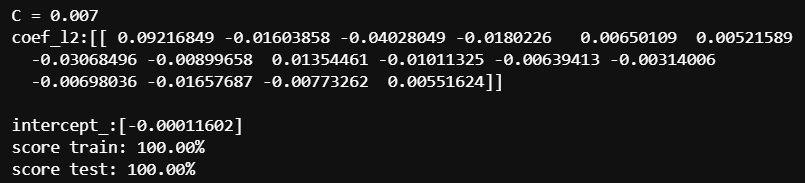 C = 0.007
coef_l2:[[ 0.09216849 -0.01603858 -0.04028049 -0.0180226   0.00650109  0.00521589
  -0.03068496 -0.00899658  0.01354461 -0.01011325 -0.00639413 -0.00314006
  -0.00698036 -0.01657687 -0.00773262  0.00551624]]
intercept_:[-0.00011602]
score train: 100.00%
score test: 100.00%